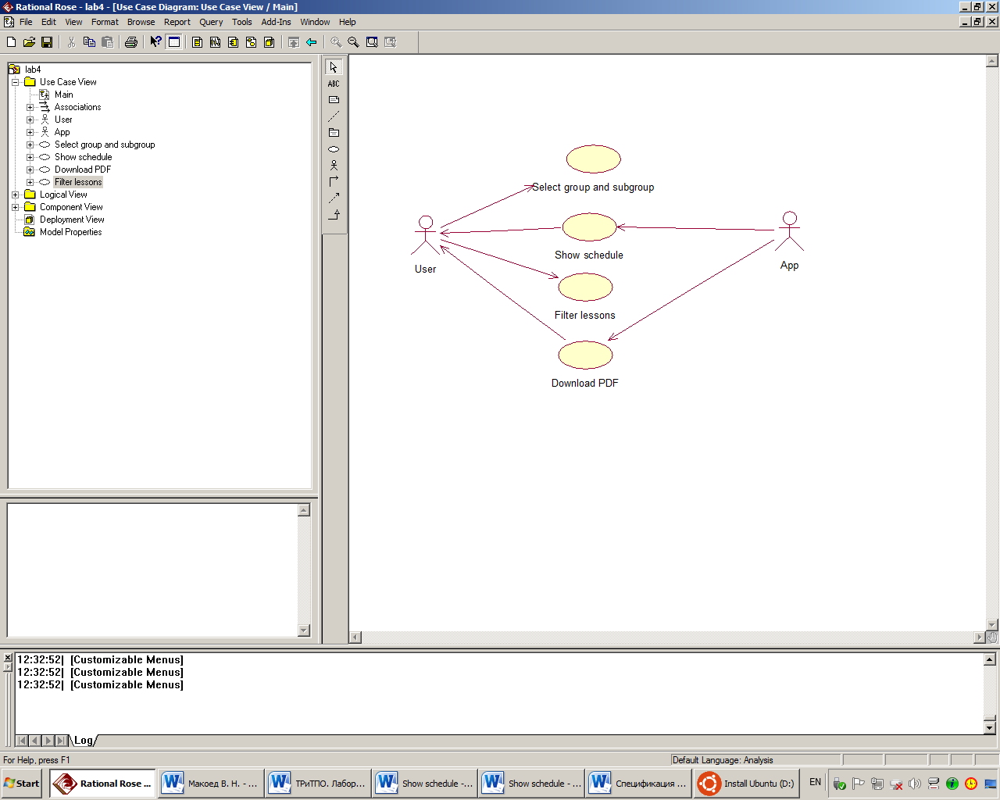 Rational Rose - lab4 - [Use Case Diagram: Use Case View / Main]
File Edit View Format Browse Report Query Tools Add-Ins Window Help
lab4
Use Case View
Main
Associations
User
App
Select group and subgroup
Show schedule
Download PDF
Filter lessons
Logical View
Component View
Deployment View
Model Properties
ABC
Select group and subgroup
Show schedule
User
App
Filter lessons
Download PDF
12:32:52| [Customizable Menus]
12:32:52| [Customizable Menus]
12:32:52| [Customizable Menus]
Log
For Help, press F1
Default Language: Analysis
Start
Rational Rose ...
Макоед В. Н. - ...
ТРиТПО. Лабор...
Show schedule -...
Show schedule - ...
Спецификация ...
Install Ubuntu (D:)
EN